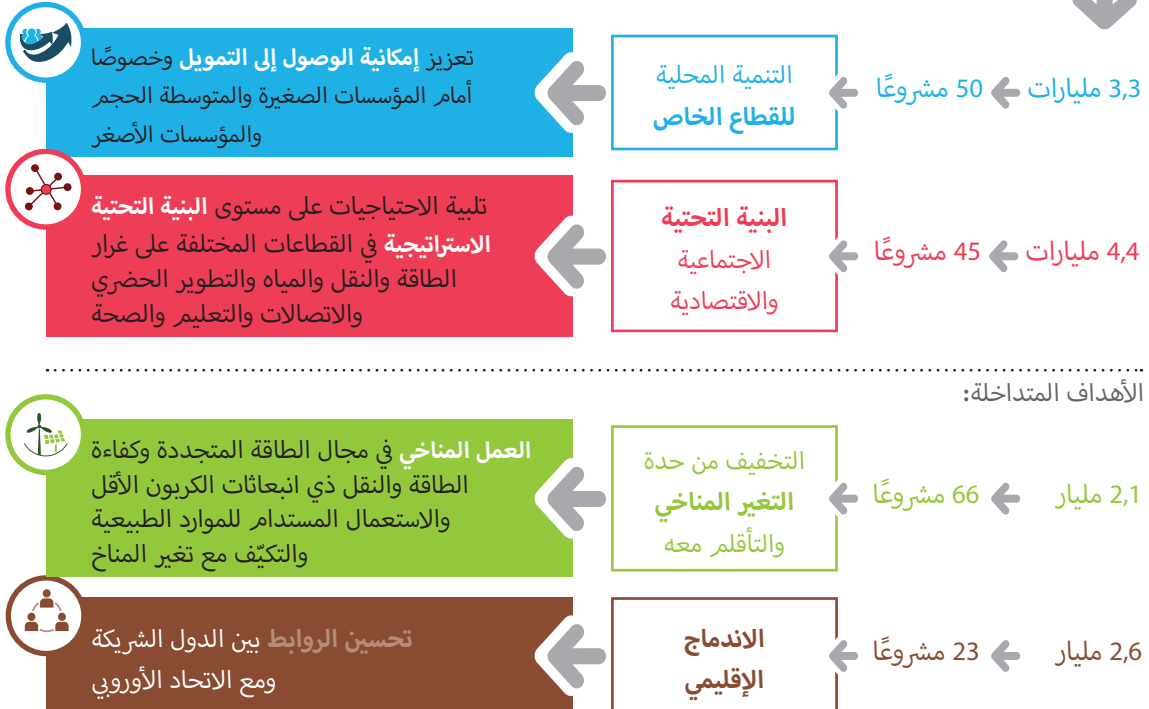 3,3 مليارات
50 مشروعًا
التنمية المحلية
للقطاع الخاص
تعزيز إمكانية الوصول إلى التمويل وخصوصًا
أمام المؤسسات الصغيرة والمتوسطة الحجم
والمؤسسات الأصغر
4,4 مليارات
45 مشروعًا
البنية التحتية
الاجتماعية
والاقتصادية
تلبية الاحتياجيات على مستوى البنية التحتية
الاستراتيجية في القطاعات المختلفة على غرار
الطاقة والنقل والمياه والتطوير الحضري
والاتصالات والتعليم والصحة
الأهداف المتداخلة:
2,1 مليار
66 مشروعًا
التخفيف من حدة
التغير المناخي
والتأقلم معه
العمل المناخي في مجال الطاقة المتجددة وكفاءة
الطاقة والنقل ذي انبعاثات الكربون الأقل
والاستعمال المستدام للموارد الطبيعية
والتكيّف مع تغير المناخ
2,6 مليار
23 مشروعًا
الاندماج
الإقليمي
تحسين الروابط بين الدول الشريكة
ومع الاتحاد الأوروبي